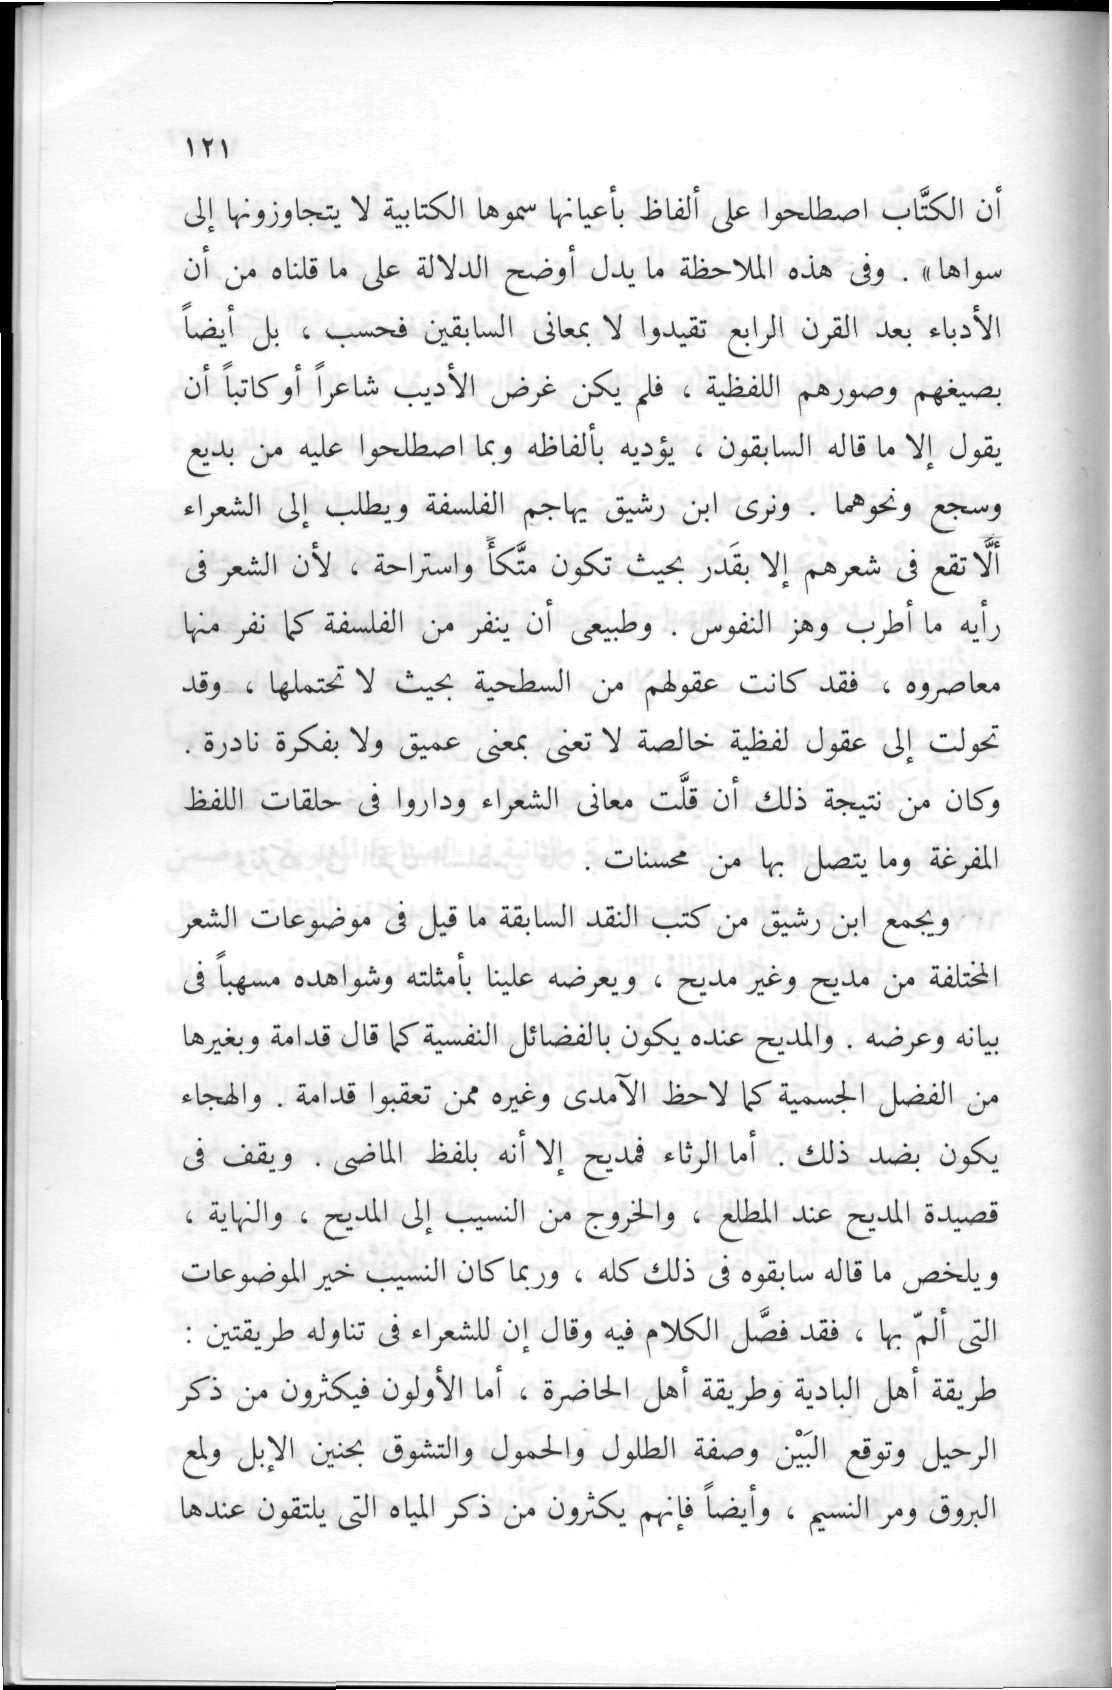 ١٢١
أن الكتَّاب اصطلحوا على ألفاظ بأعيانها سموها الكتابية لا يتجاوزونها إلى
سواها » . وفى هذه الملاحظة ما يدل أوضح الدلالة على ما قلناه من أن
الأدباء بعد القرن الرابع تقيدوا لا بمعانى السابقين فحسب ، بل أيضاً
بصيغهم وصورهم اللفظية ، فلم يكن غرض الأديب شاعراً أو كاتباً أن
يقول إلا ما قاله السابقون ، يؤديه بألفاظه وبما اصطلحوا عليه من بديع
وسجع ونحوهما . ونرى ابن رشيق يهاجم الفلسفة ويطلب إلى الشعراء
ألَّا تقع فى شعرهم إلا بقَدر بحيث تكون متَّكأً واستراحة ، لأن الشعر فى
رأيه ما أطرب وهز النفوس . وطبيعى أن ينفر من الفلسفة كما نفر منها
معاصروه ، فقد كانت عقولهم من السطحية بحيث لا تحتملها ، وقد
تحولت إلى عقول لفظية خالصة لا تعنى بمعنى عميق ولا بفكرة نادرة .
وكان من نتيجة ذلك أن قلَّت معانى الشعراء وداروا فى حلقات اللفظ
المفرغة وما يتصل بها من محسنات .
ويجمع ابن رشيق من كتب النقد السابقة ما قيل فى موضوعات الشعر
المختلفة من مديح وغير مديح ، ويعرضه علينا بأمثلته وشواهده مسهباً فى
بيانه وعرضه . والمديح عنده يكون بالفضائل النفسية كما قال قدامة وبغيرها
من الفضل الجسمية كما لاحظ الآمدى وغيره ممن تعقبوا قدامة . والهجاء
يكون بضد ذلك . أما الرثاء فمديح إلا أنه بلفظ الماضى . ويقف فى
قصيدة المديح عند المطلع ، والخروج من النسيب إلى المديح ، والنهاية ،
ويلخص ما قاله سابقوه فى ذلك كله ، وربما كان النسيب خير الموضوعات
التى ألمّ بها ، فقد فصَّل الكلام فيه وقال إن للشعراء فى تناوله طريقتين :
طريقة أهل البادية وطريقة أهل الحاضرة ، أما الأولون فيكثرون من ذكر
الرحيل وتوقع البَيْن وصفة الطلول والحمول والتشوق بحنين الإبل ولمع
البروق ومر النسيم ، وأيضاً فإنهم يكثرون من ذكر المياه التى يلتقون عندها